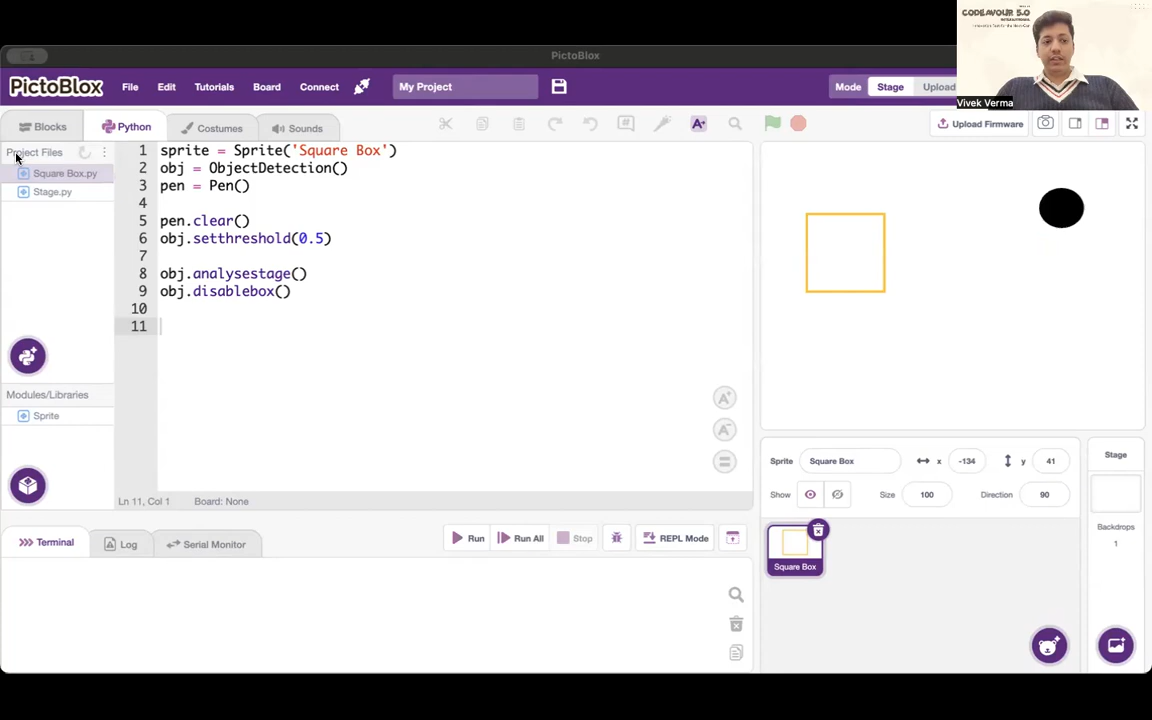 CODEAVOUR 5.0
Vivek Verma
PictoBlox
PictoBlox File Edit Tutorials Board Connect My Project Mode Stage Upload
Blocks Python Costumes Sounds Upload Firmware
Project Files
Square Box.py
Stage.py
Modules/Libraries
Sprite
1 sprite = Sprite('Square Box')
2 obj = ObjectDetection()
3 pen = Pen()
4
5 pen.clear()
6 obj.setthreshold(0.5)
7
8 obj.analysestage()
9 obj.disablebox()
10
11
Ln 11, Col 1 Board: None
Terminal Log Serial Monitor Run Run All Stop REPL Mode
Sprite Square Box x -134 y 41
Show Size 100 Direction 90
Square Box
Stage
Backdrops
1